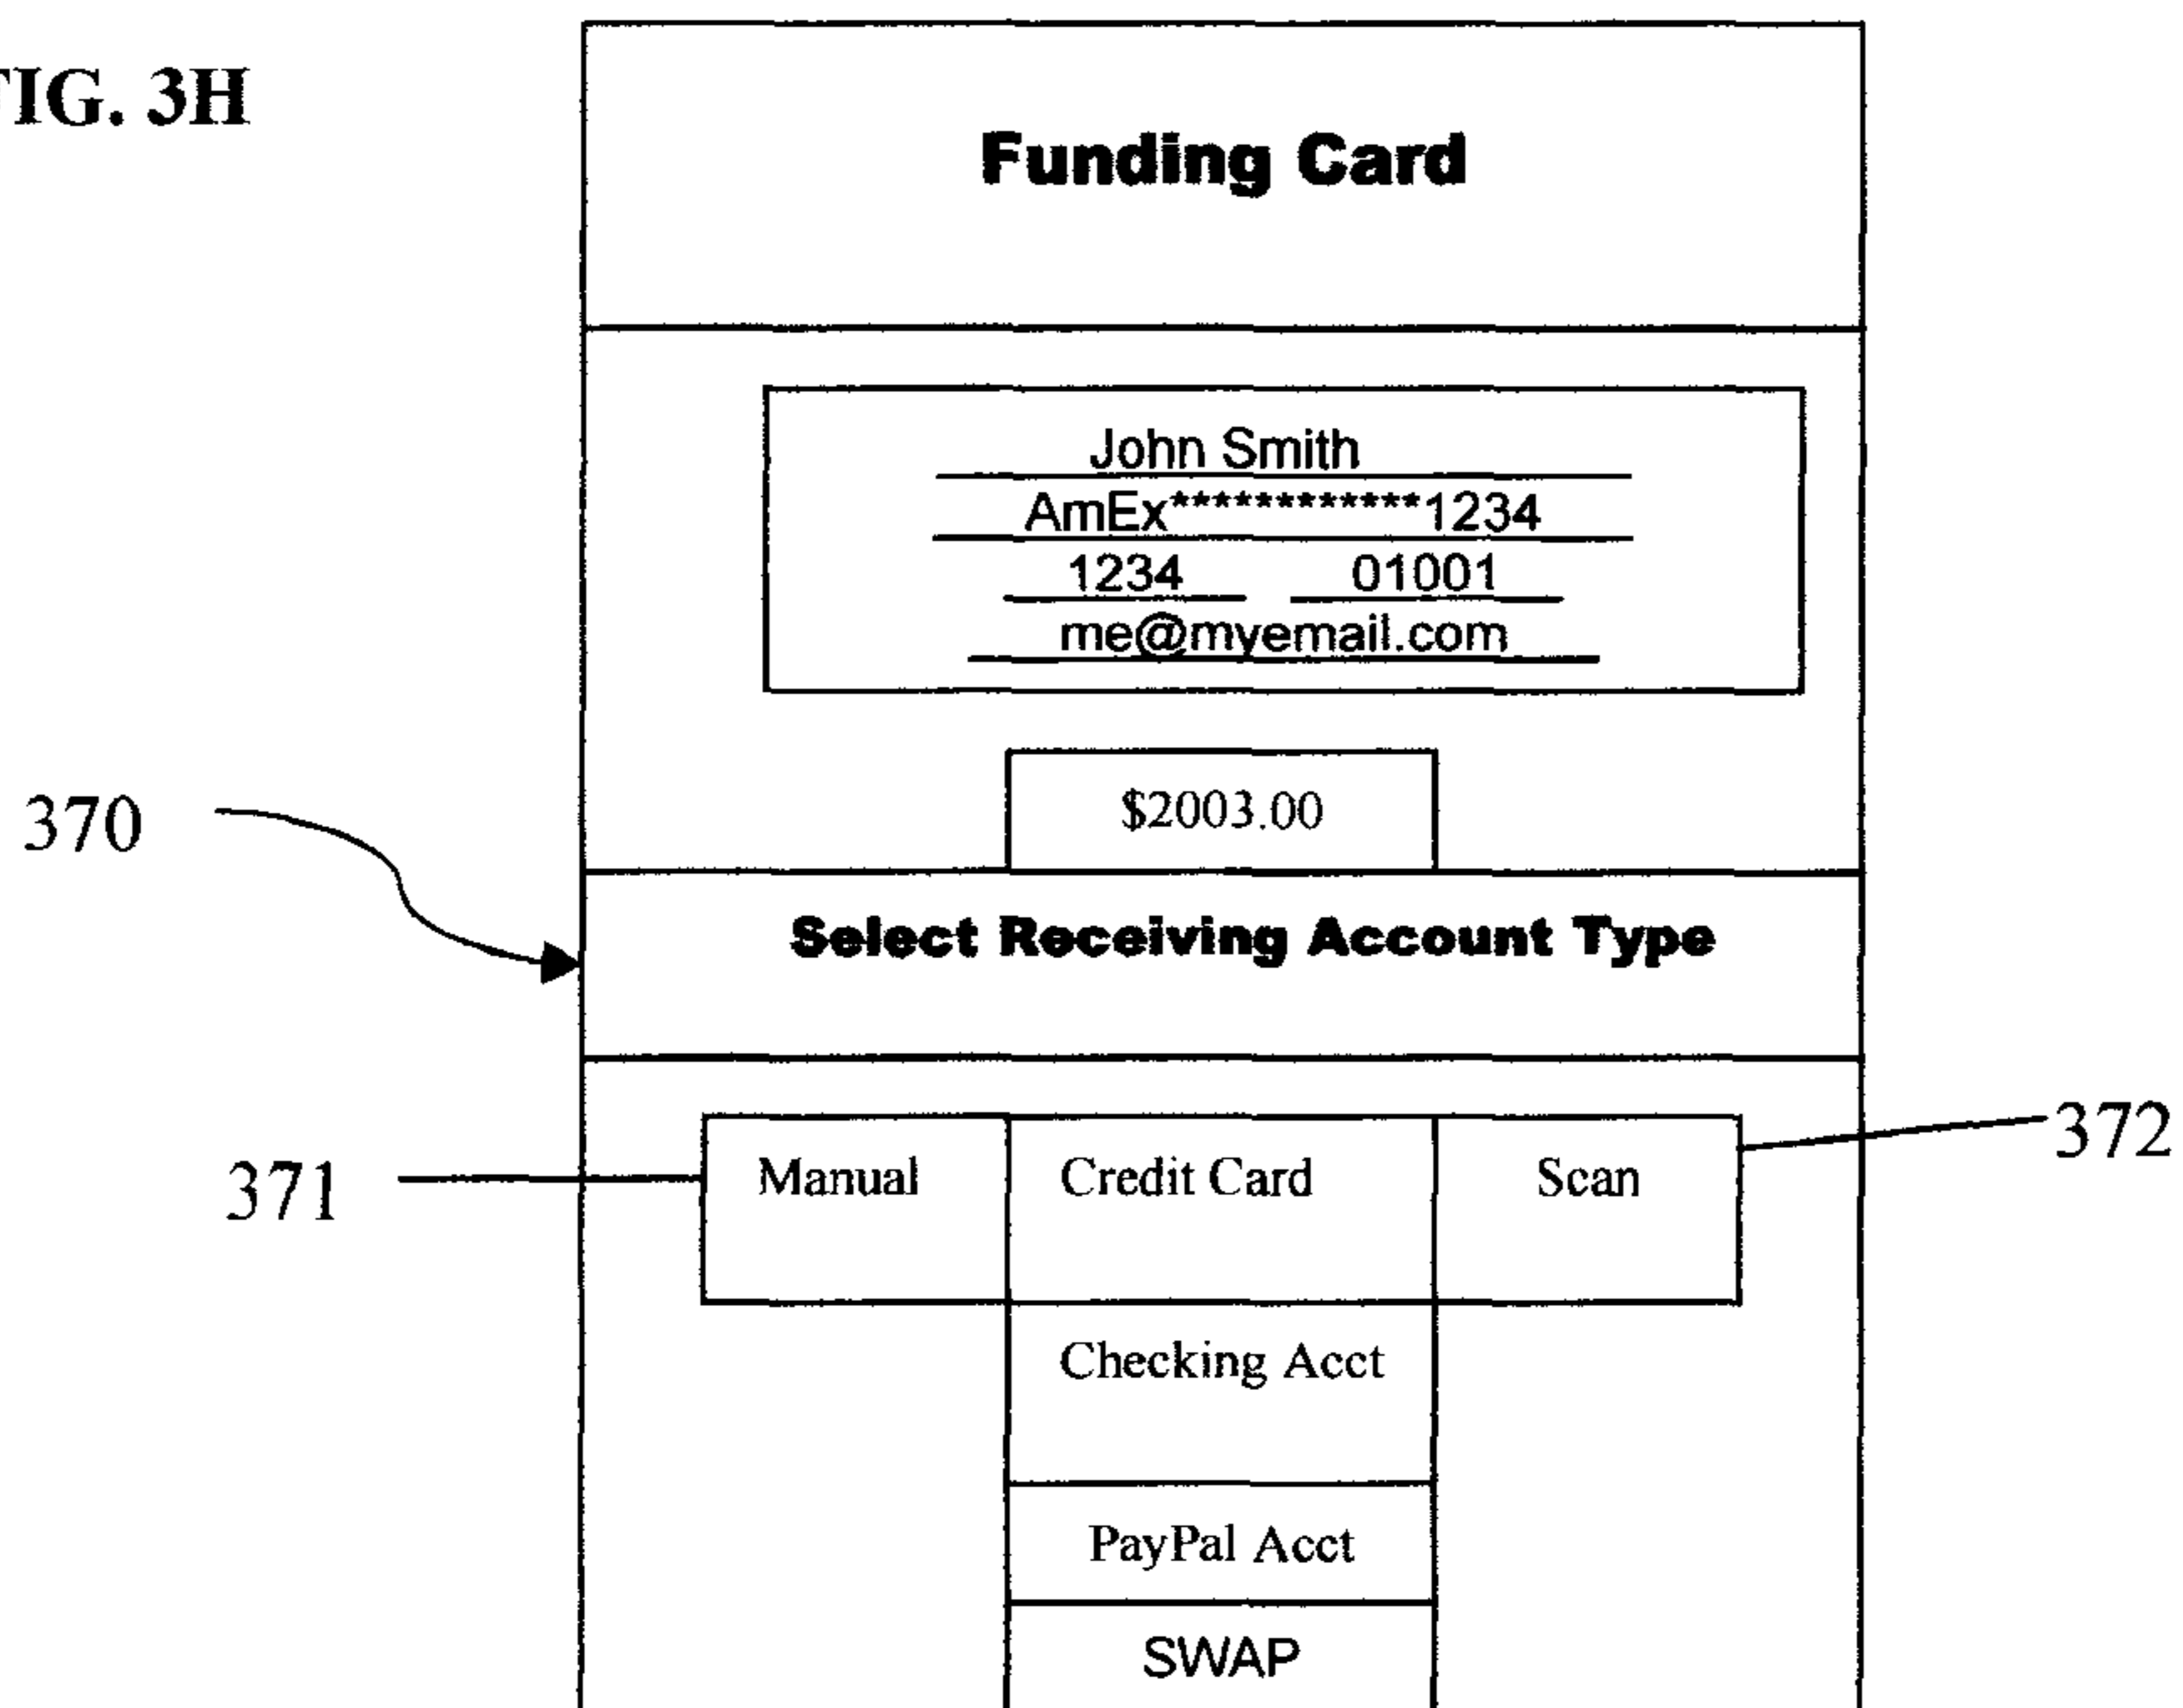 FIG. 3H
Funding Card
John Smith
AmEx************1234
1234 01001
me@myemail.com
$2003.00
370
Select Receiving Account Type
372
371 Manual Credit Card Scan
Checking Acct
PayPal Acct
SWAP